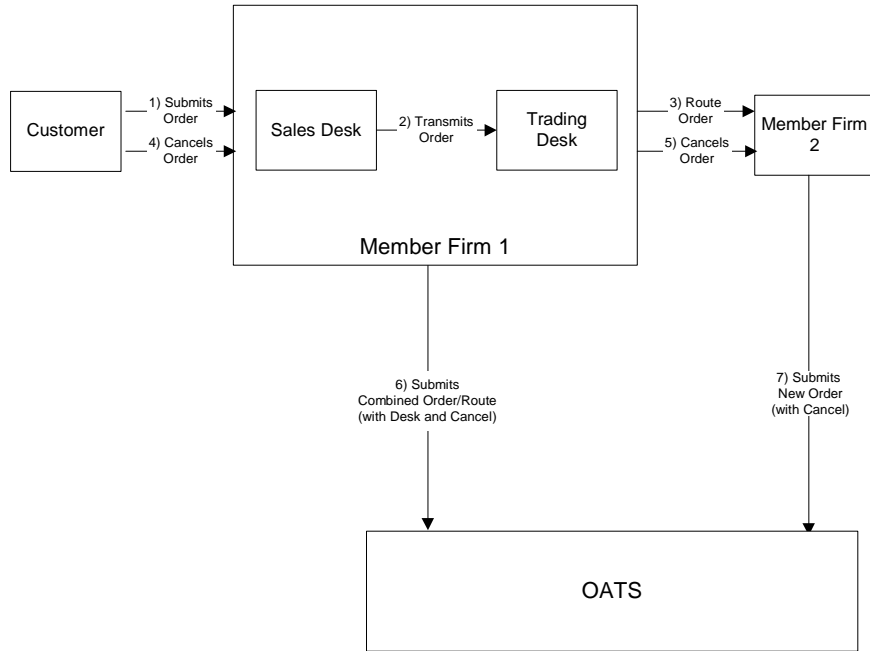 Customer
1) Submits
Order
4) Cancels
Order
Sales Desk
2) Transmits
Order
Trading
Desk
Member Firm 1
3) Route
Order
5) Cancels
Order
Member Firm
2
6) Submits
Combined Order/Route
(with Desk and Cancel)
7) Submits
New Order
(with Cancel)
OATS